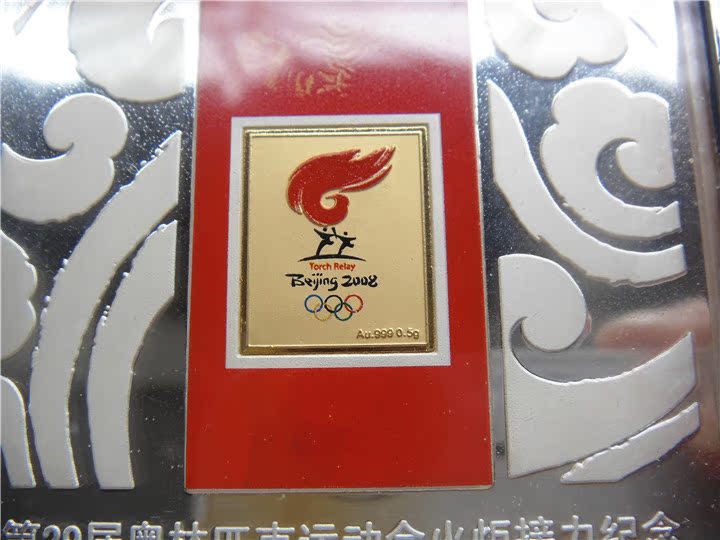 Torch Relay
Beijing 2008
Au.999 0.5g
第29届奥林匹克运动会火炬接力纪念